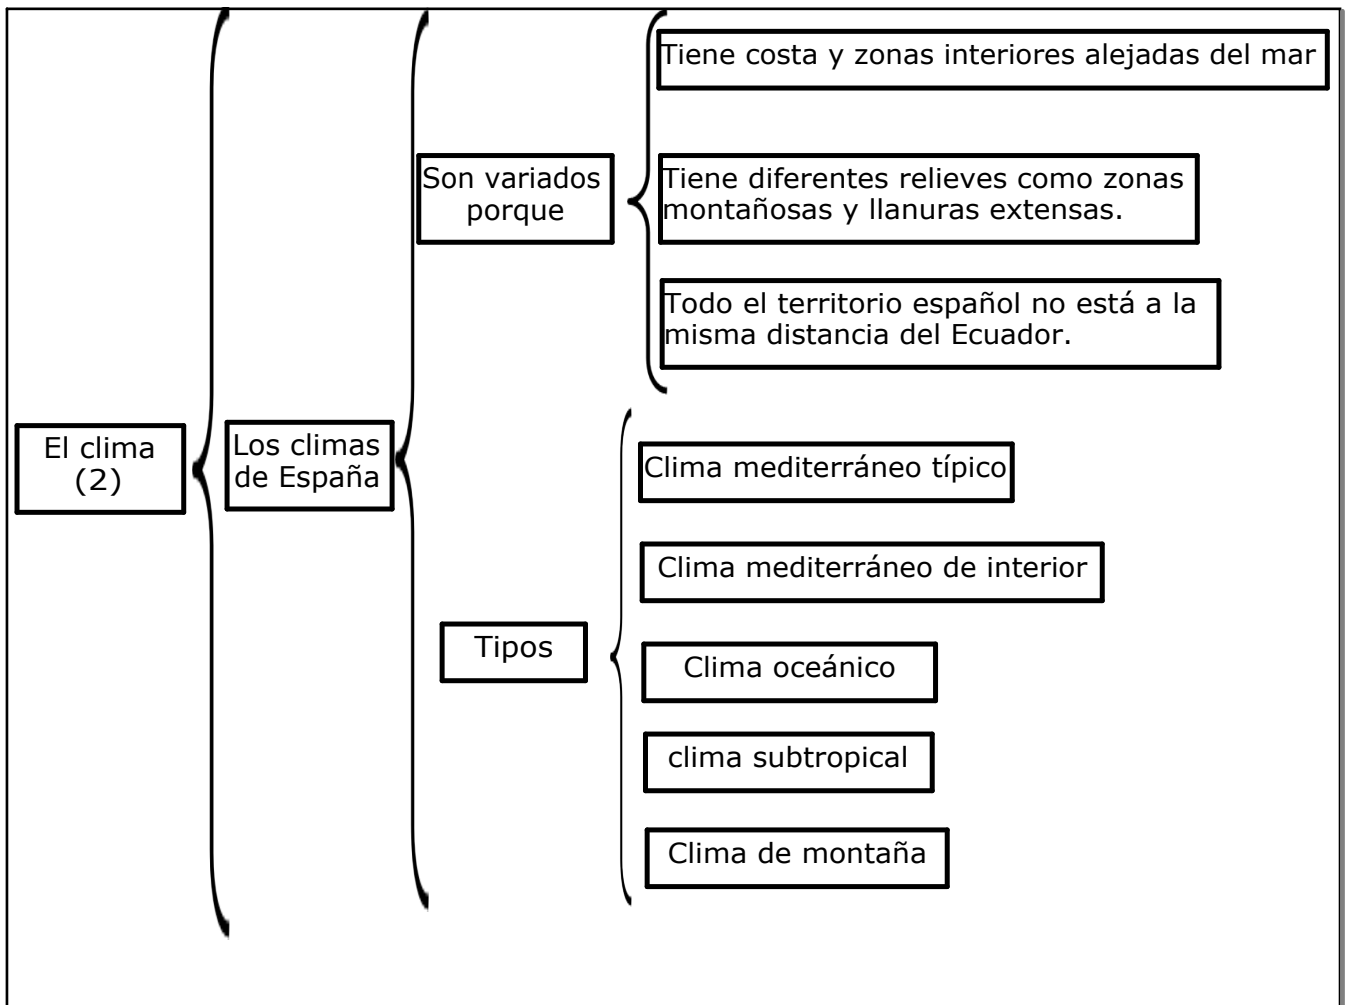 El clima
(2)
Los climas
de España
Son variados
porque
Tiene costa y zonas interiores alejadas del mar
Tiene diferentes relieves como zonas
montañosas y llanuras extensas.
Todo el territorio español no está a la
misma distancia del Ecuador.
Tipos
Clima mediterráneo típico
Clima mediterráneo de interior
Clima oceánico
clima subtropical
Clima de montaña